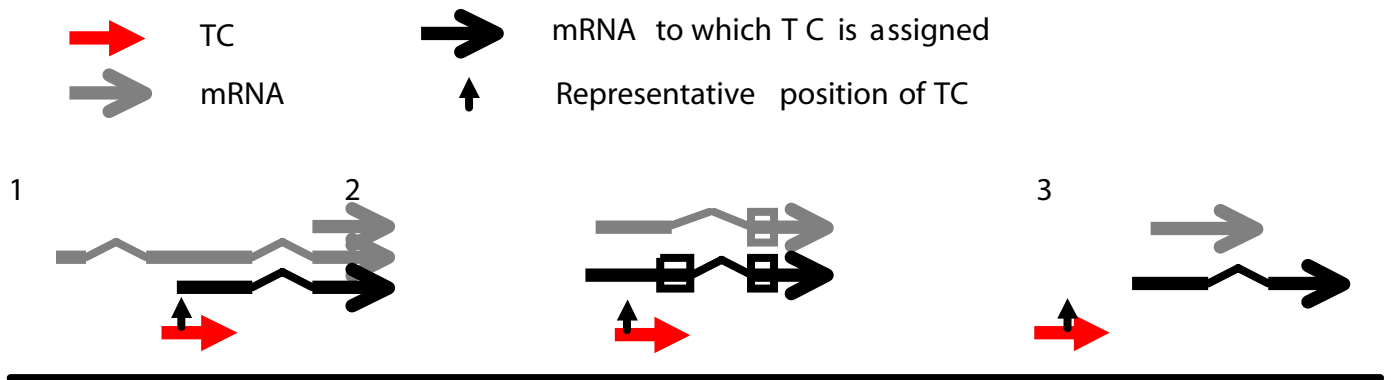 TC
mRNA to which T C is assigned
mRNA
Representative position of TC
1
2
3